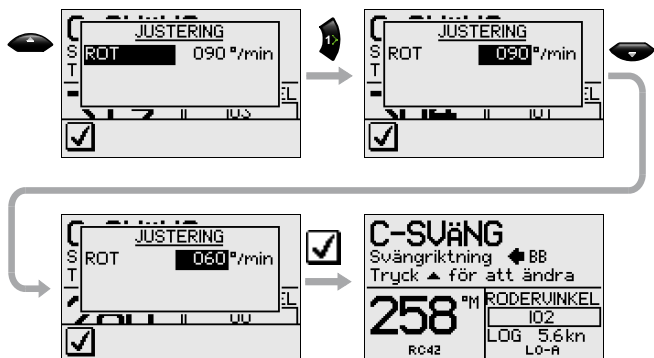 JUSTERING
ROT 090 °/min
1
JUSTERING
ROT 090 °/min
JUSTERING
ROT 060 °/min
C-SVäNG
Svängriktning BB
Tryck ▲ för att ändra
258 °M
RC42
RODERVINKEL
102
LOG 5.6kn
LO-A